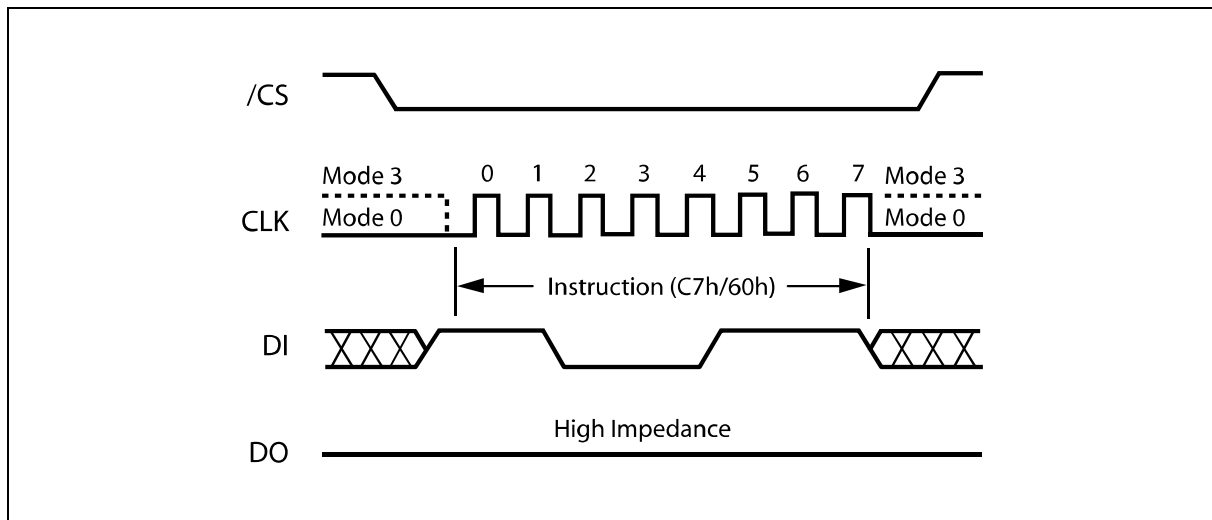 /CS
Mode 3 0 1 2 3 4 5 6 7 Mode 3
CLK Mode 0 Mode 0
Instruction (C7h/60h)
DI
High Impedance
DO